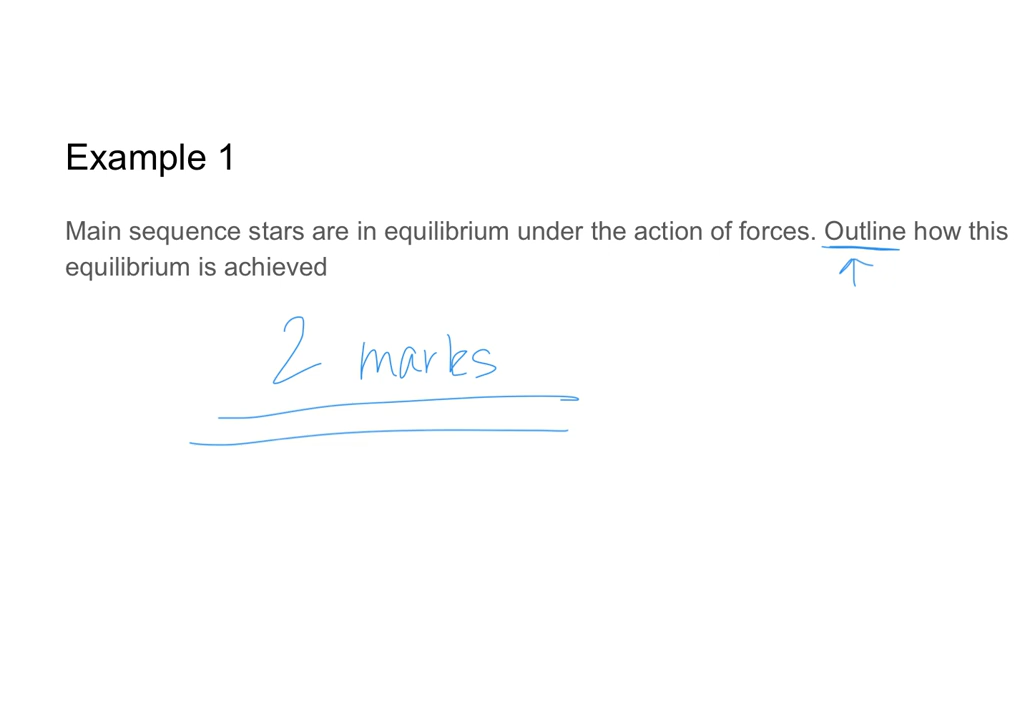 Example 1
Main sequence stars are in equilibrium under the action of forces. Outline how this
equilibrium is achieved
2 marks